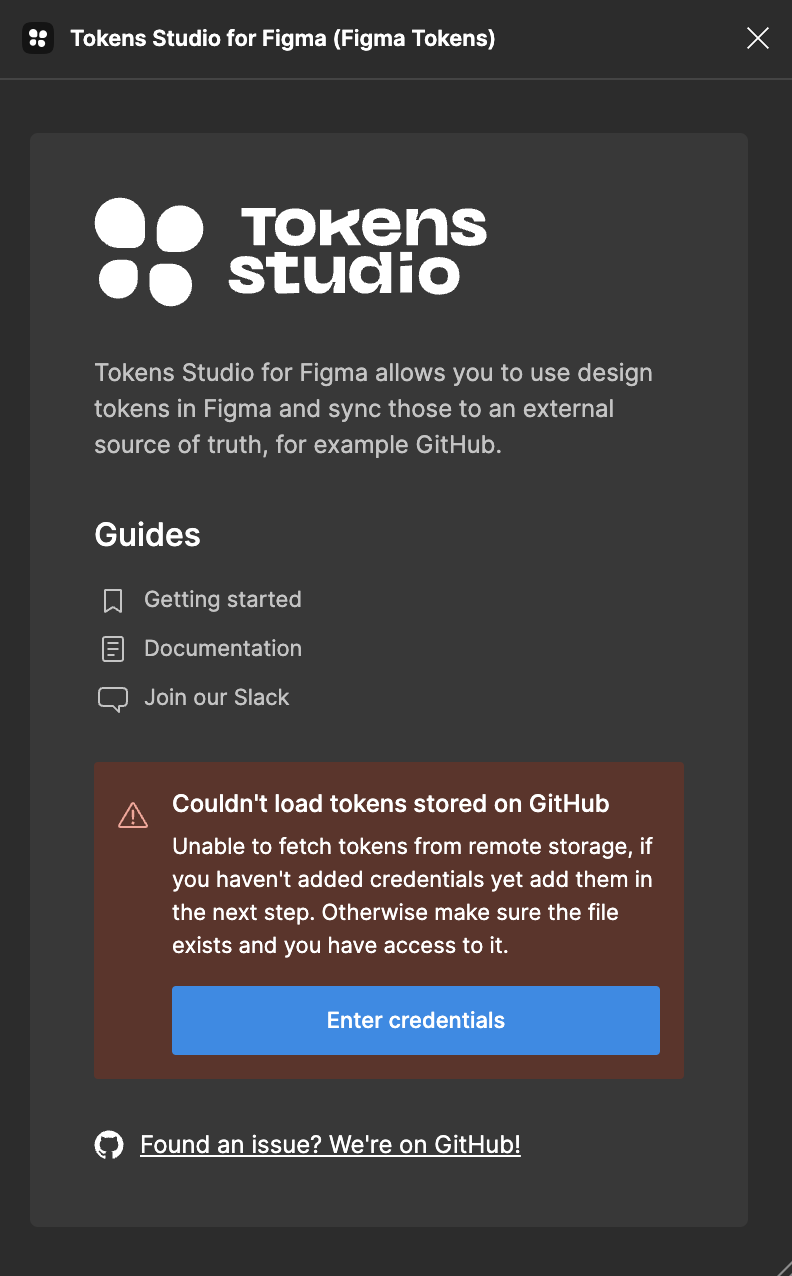 Tokens Studio for Figma (Figma Tokens)
Tokens
studio
Tokens Studio for Figma allows you to use design
tokens in Figma and sync those to an external
source of truth, for example GitHub.
Guides
Getting started
Documentation
Join our Slack
Couldn't load tokens stored on GitHub
Unable to fetch tokens from remote storage, if
you haven't added credentials yet add them in
the next step. Otherwise make sure the file
exists and you have access to it.
Enter credentials
Found an issue? We're on GitHub!